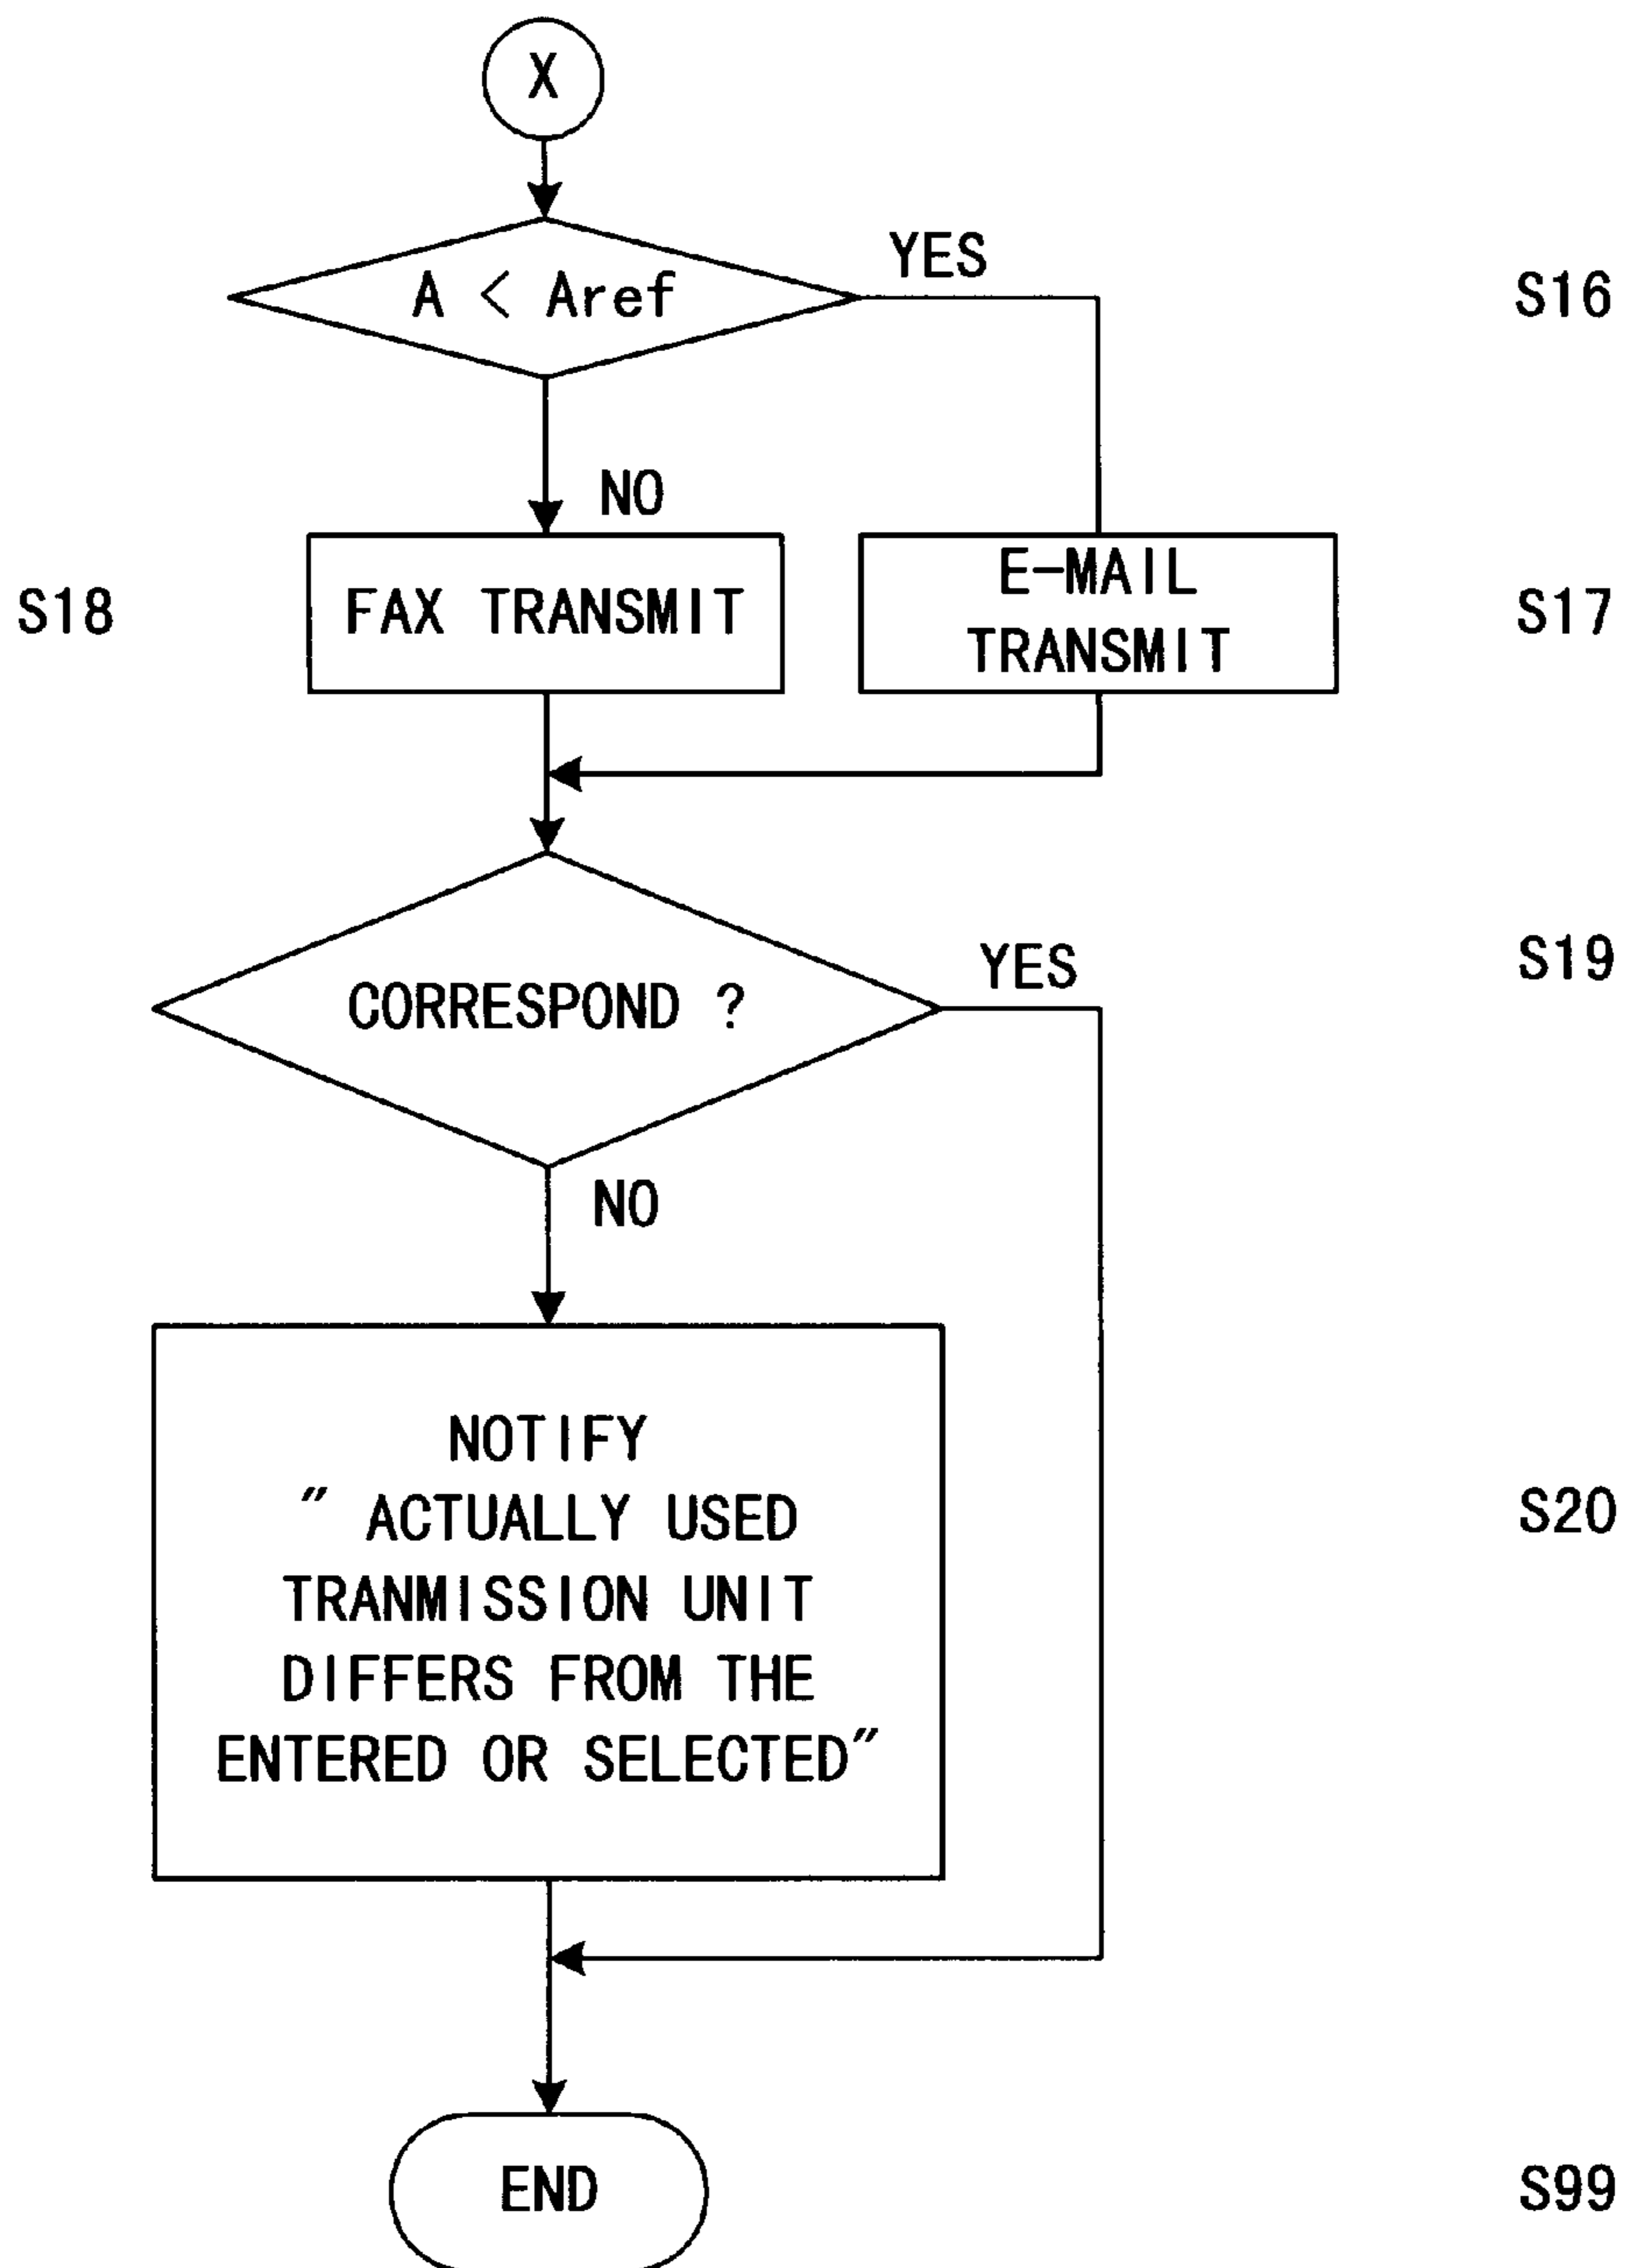 X
YES
A < Aref
S16
NO
S18
FAX TRANSMIT
E-MAIL
TRANSMIT
S17
YES
S19
CORRESPOND ?
NO
NOTIFY
" ACTUALLY USED
TRANMISSION UNIT
DIFFERS FROM THE
ENTERED OR SELECTED"
S20
END
S99